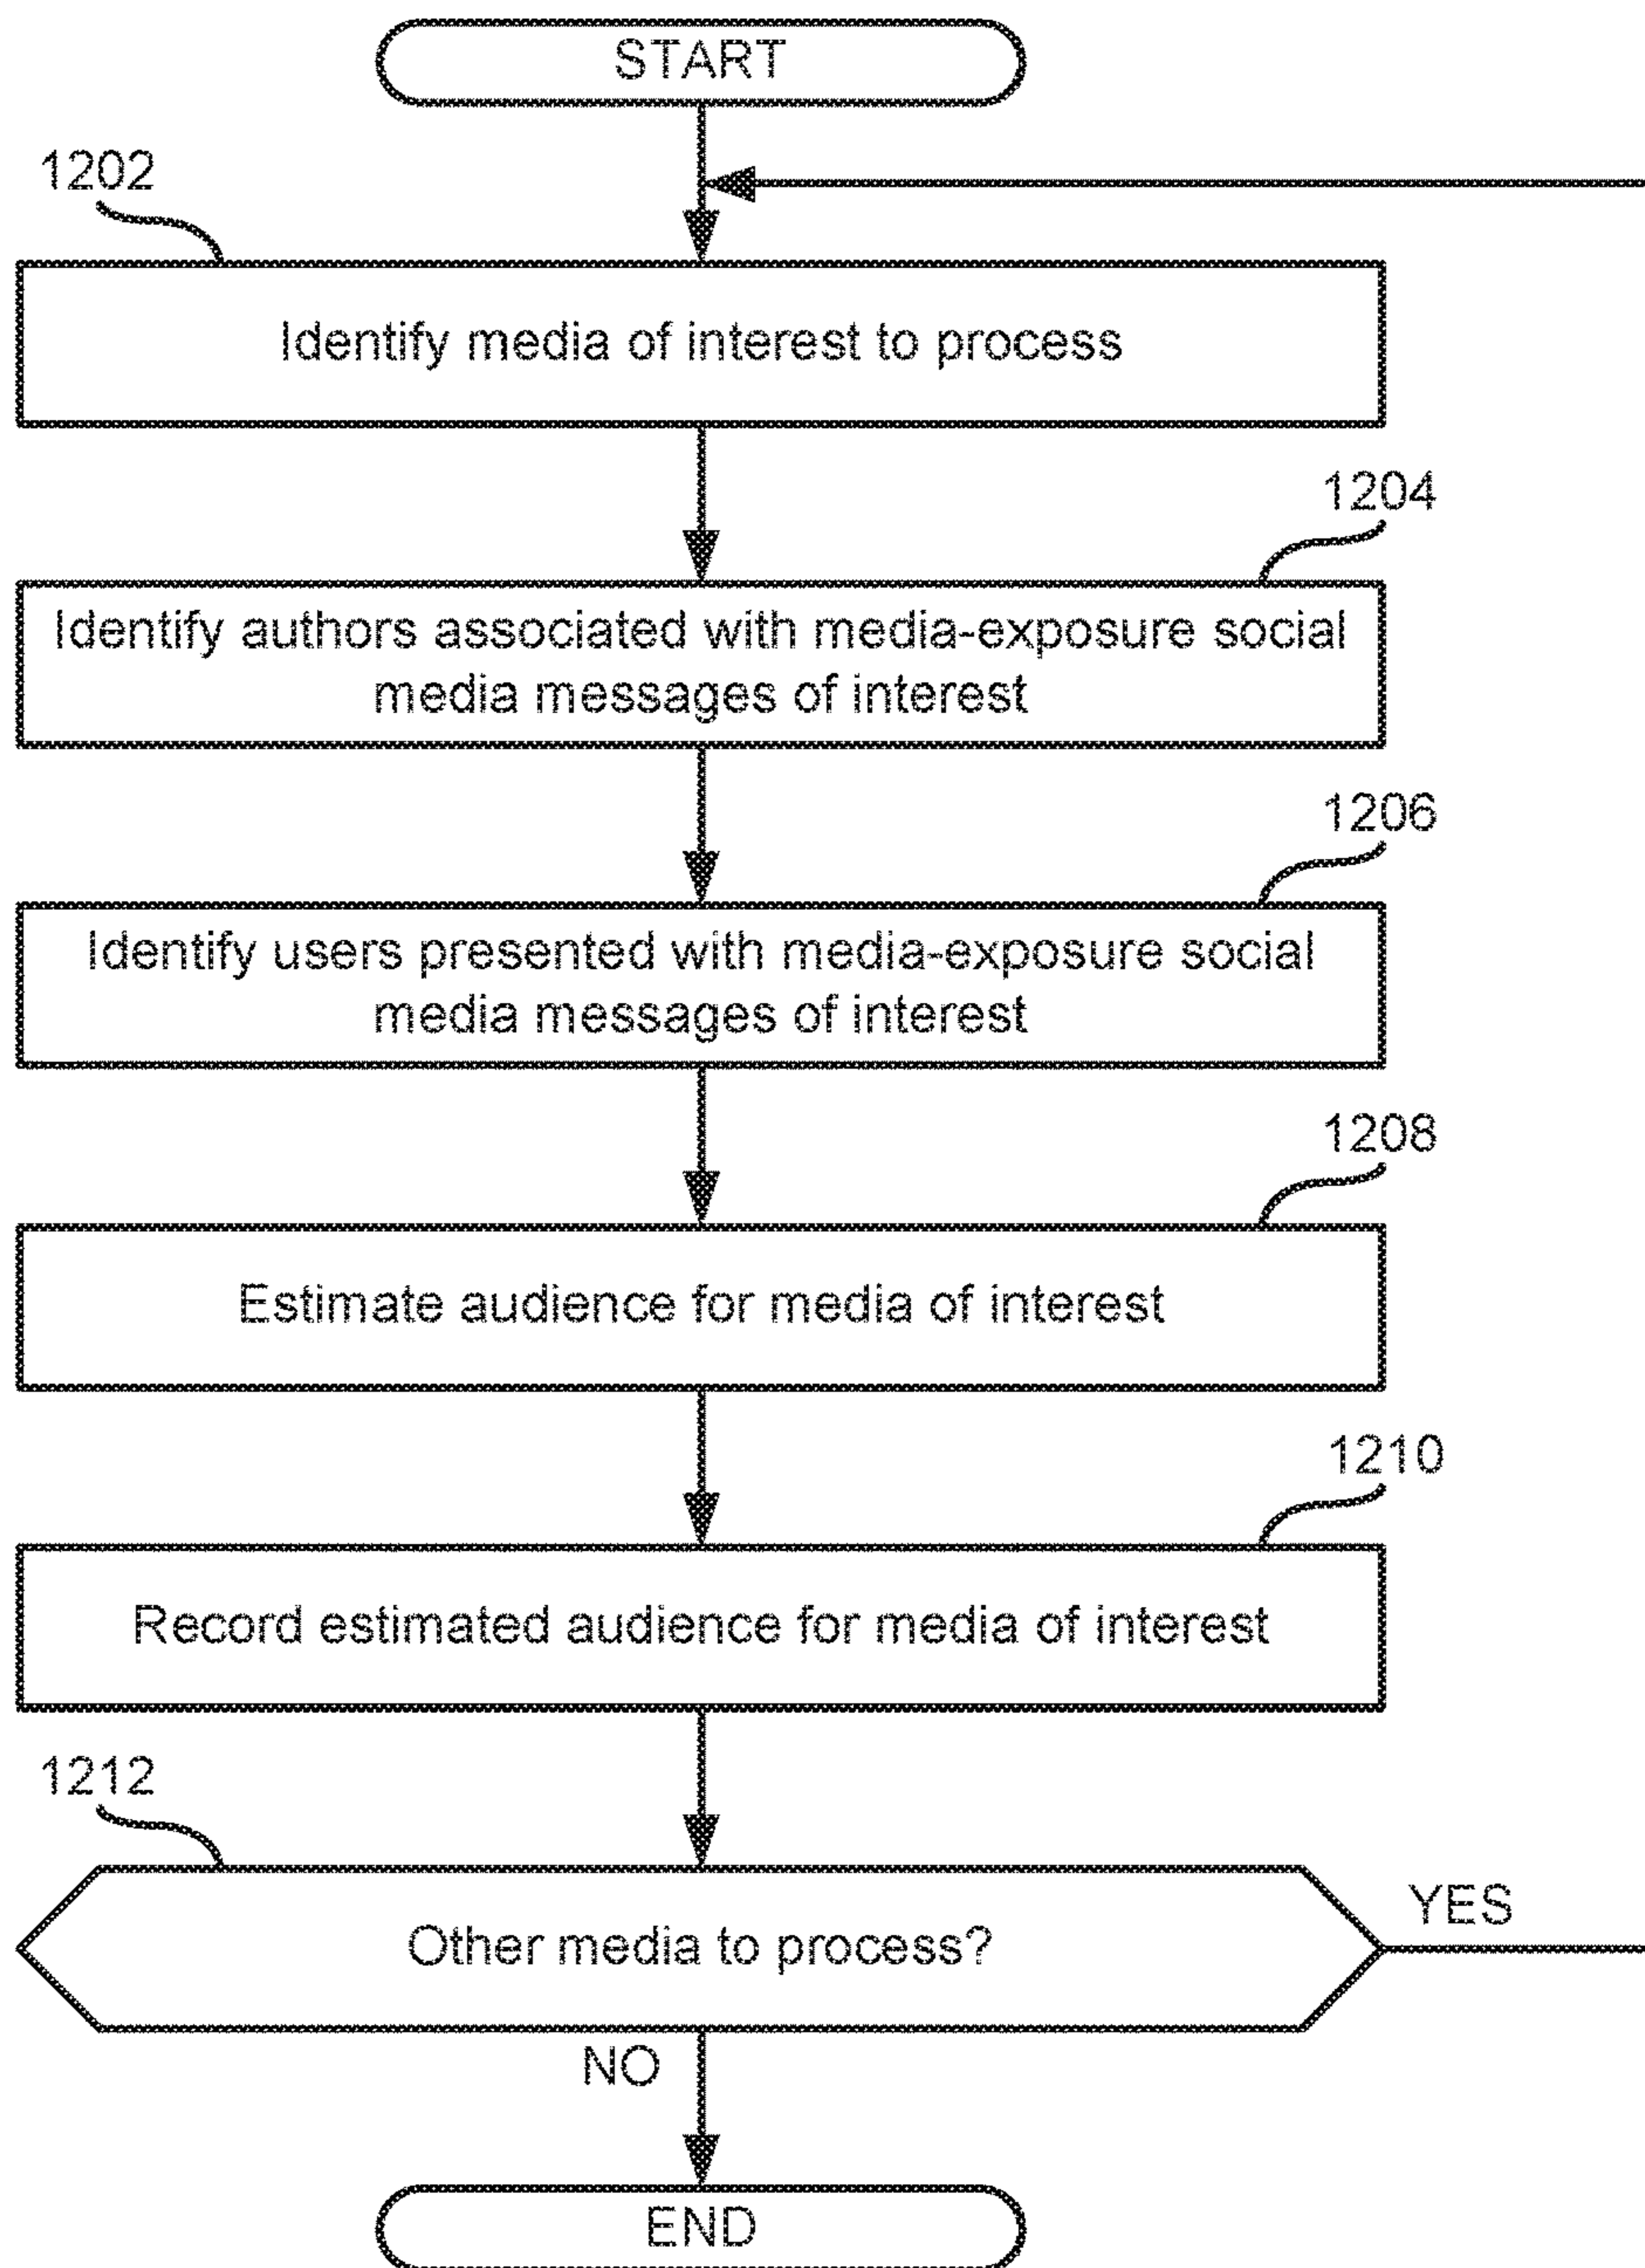 START
1202
Identify media of interest to process
1204
Identify authors associated with media-exposure social
media messages of interest
1206
Identify users presented with media-exposure social
media messages of interest
1208
Estimate audience for media of interest
1210
Record estimated audience for media of interest
1212
Other media to process?
YES
NO
END